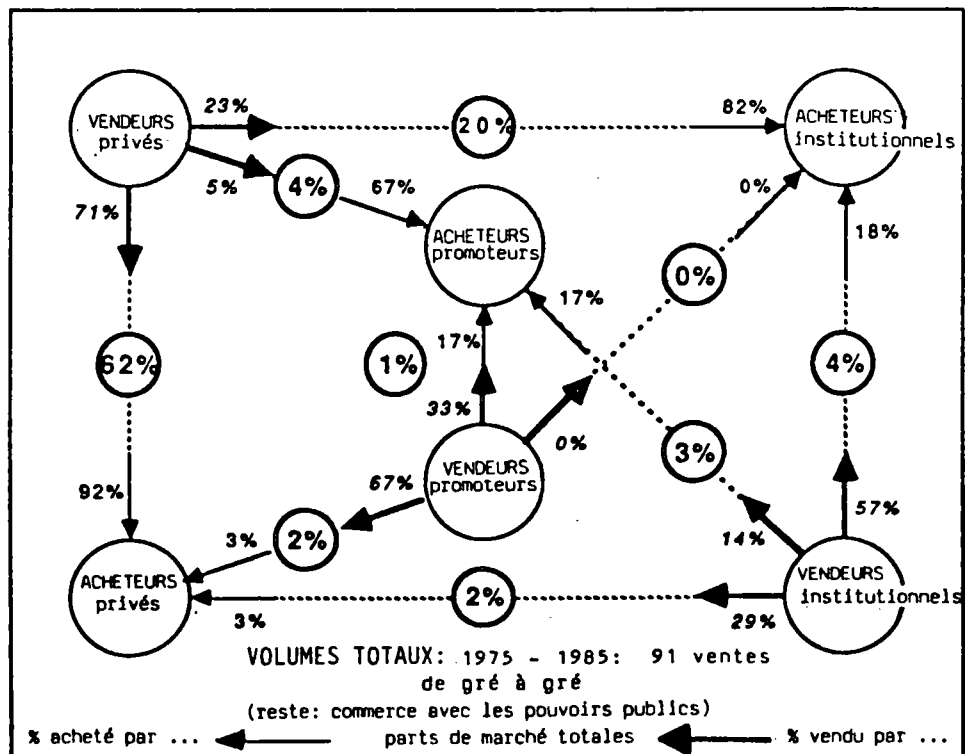 VENDEURS
privés
23%
20%
82%
ACHETEURS
institutionnels
5%
4%
67%
0%
71%
ACHETEURS
promoteurs
18%
0%
17%
62%
1%
17%
4%
33%
0%
3%
VENDEURS
promoteurs
67%
92%
57%
3%
2%
14%
ACHETEURS
privés
VENDEURS
institutionnels
3%
2%
29%
VOLUMES TOTAUX: 1975 - 1985: 91 ventes
de gré à gré
(reste: commerce avec les pouvoirs publics)
% acheté par ... parts de marché totales % vendu par ...